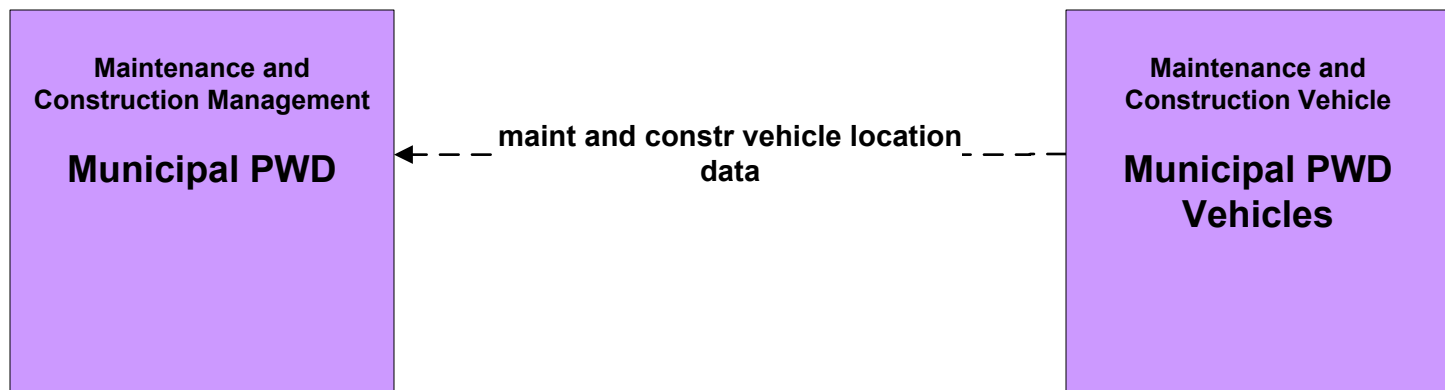 Maintenance and
Construction Management
Municipal PWD
maint and constr vehicle location
data
Maintenance and
Construction Vehicle
Municipal PWD
Vehicles